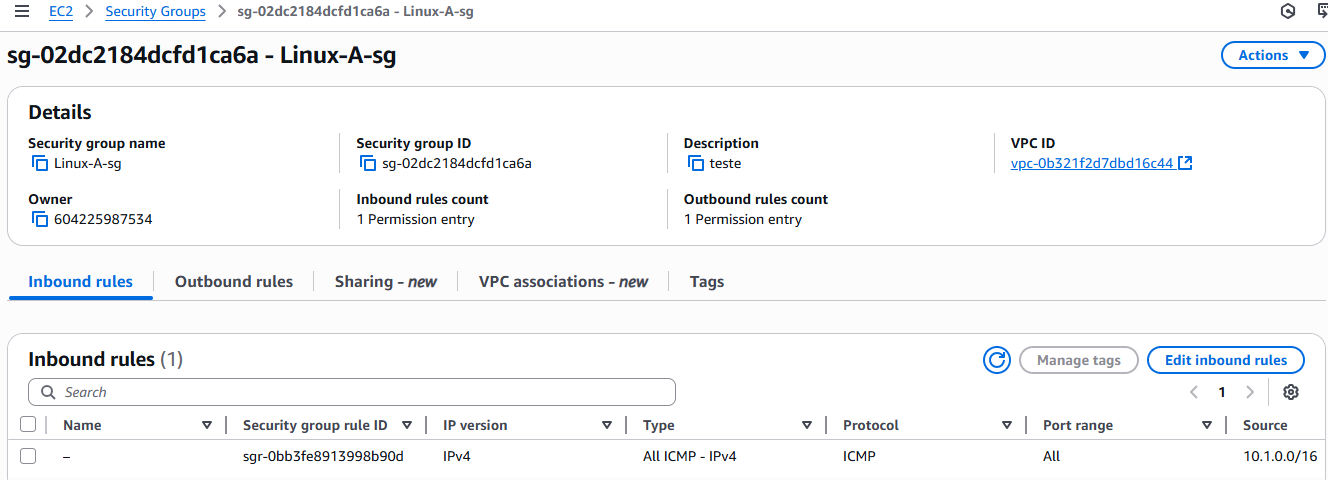 EC2 > Security Groups > sg-02dc2184dcfd1ca6a - Linux-A-sg
sg-02dc2184dcfd1ca6a - Linux-A-sg
Actions
Details
Security group name
Linux-A-sg
Security group ID
sg-02dc2184dcfd1ca6a
Description
teste
VPC ID
vpc-0b321f2d7dbd16c44
Owner
604225987534
Inbound rules count
1 Permission entry
Outbound rules count
1 Permission entry
Inbound rules Outbound rules Sharing - new VPC associations - new Tags
Inbound rules (1)
Manage tags
Edit inbound rules
Search
1
Name Security group rule ID IP version Type Protocol Port range Source
– sgr-0bb3fe8913998b90d IPv4 All ICMP - IPv4 ICMP All 10.1.0.0/16